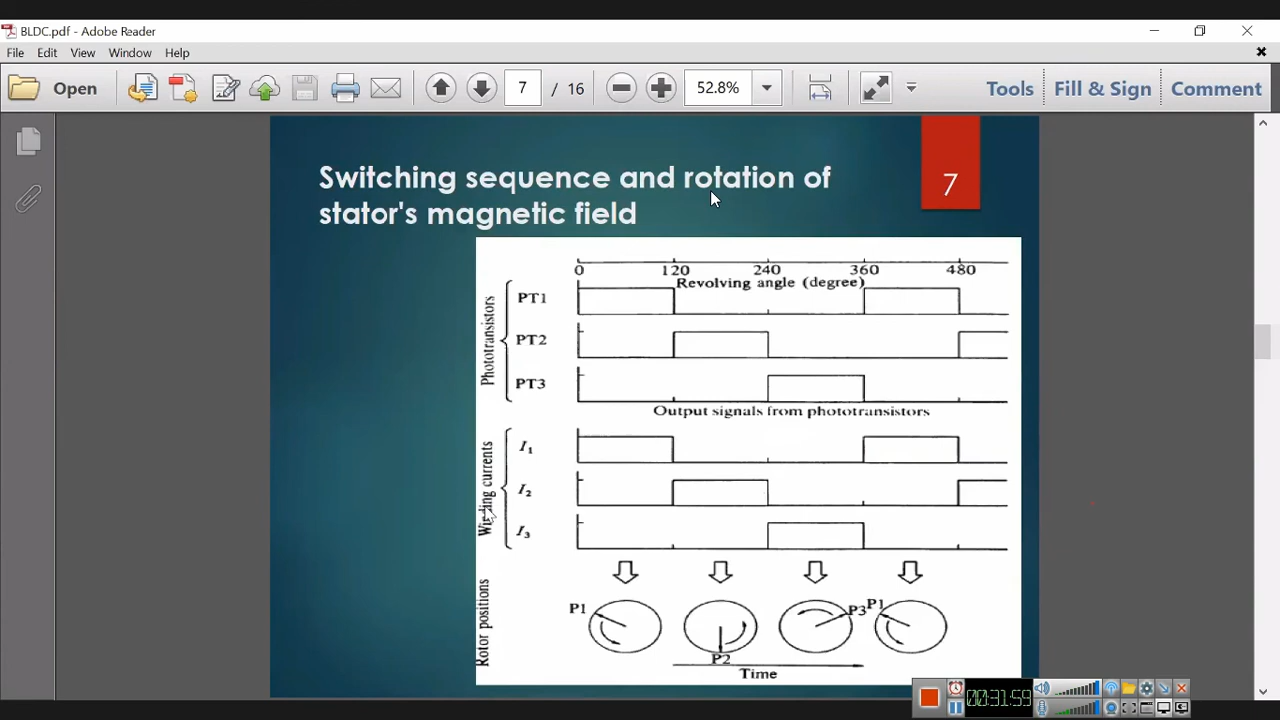 BLDC.pdf - Adobe Reader
File Edit View Window Help
Open 7 / 16 52.8% Tools Fill & Sign Comment
Switching sequence and rotation of
stator's magnetic field
7
0 120 240 360 480
Revolving angle (degree)
Phototransistors
PT1
PT2
PT3
Output signals from phototransistors
Winding currents
I1
I2
I3
Rotor positions
P1 P2 P3 P1
Time
00:31:59